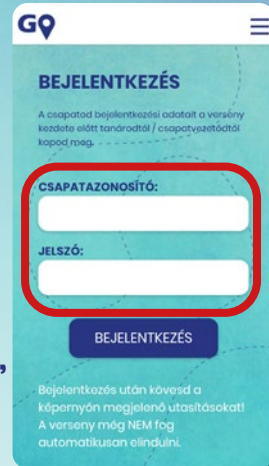 GO
BEJELENTKEZÉS
A csapatod bejelentkezési adatait a verseny
kezdete előtt tanárodtól / csapatvezetődtől
kapod meg.
CSAPATAZONOSÍTÓ:
JELSZÓ:
BEJELENTKEZÉS
Bejelentkezés után kövesd a
képernyőn megjelenő utasításokat!
A verseny még NEM fog
automatikusan elindulni.